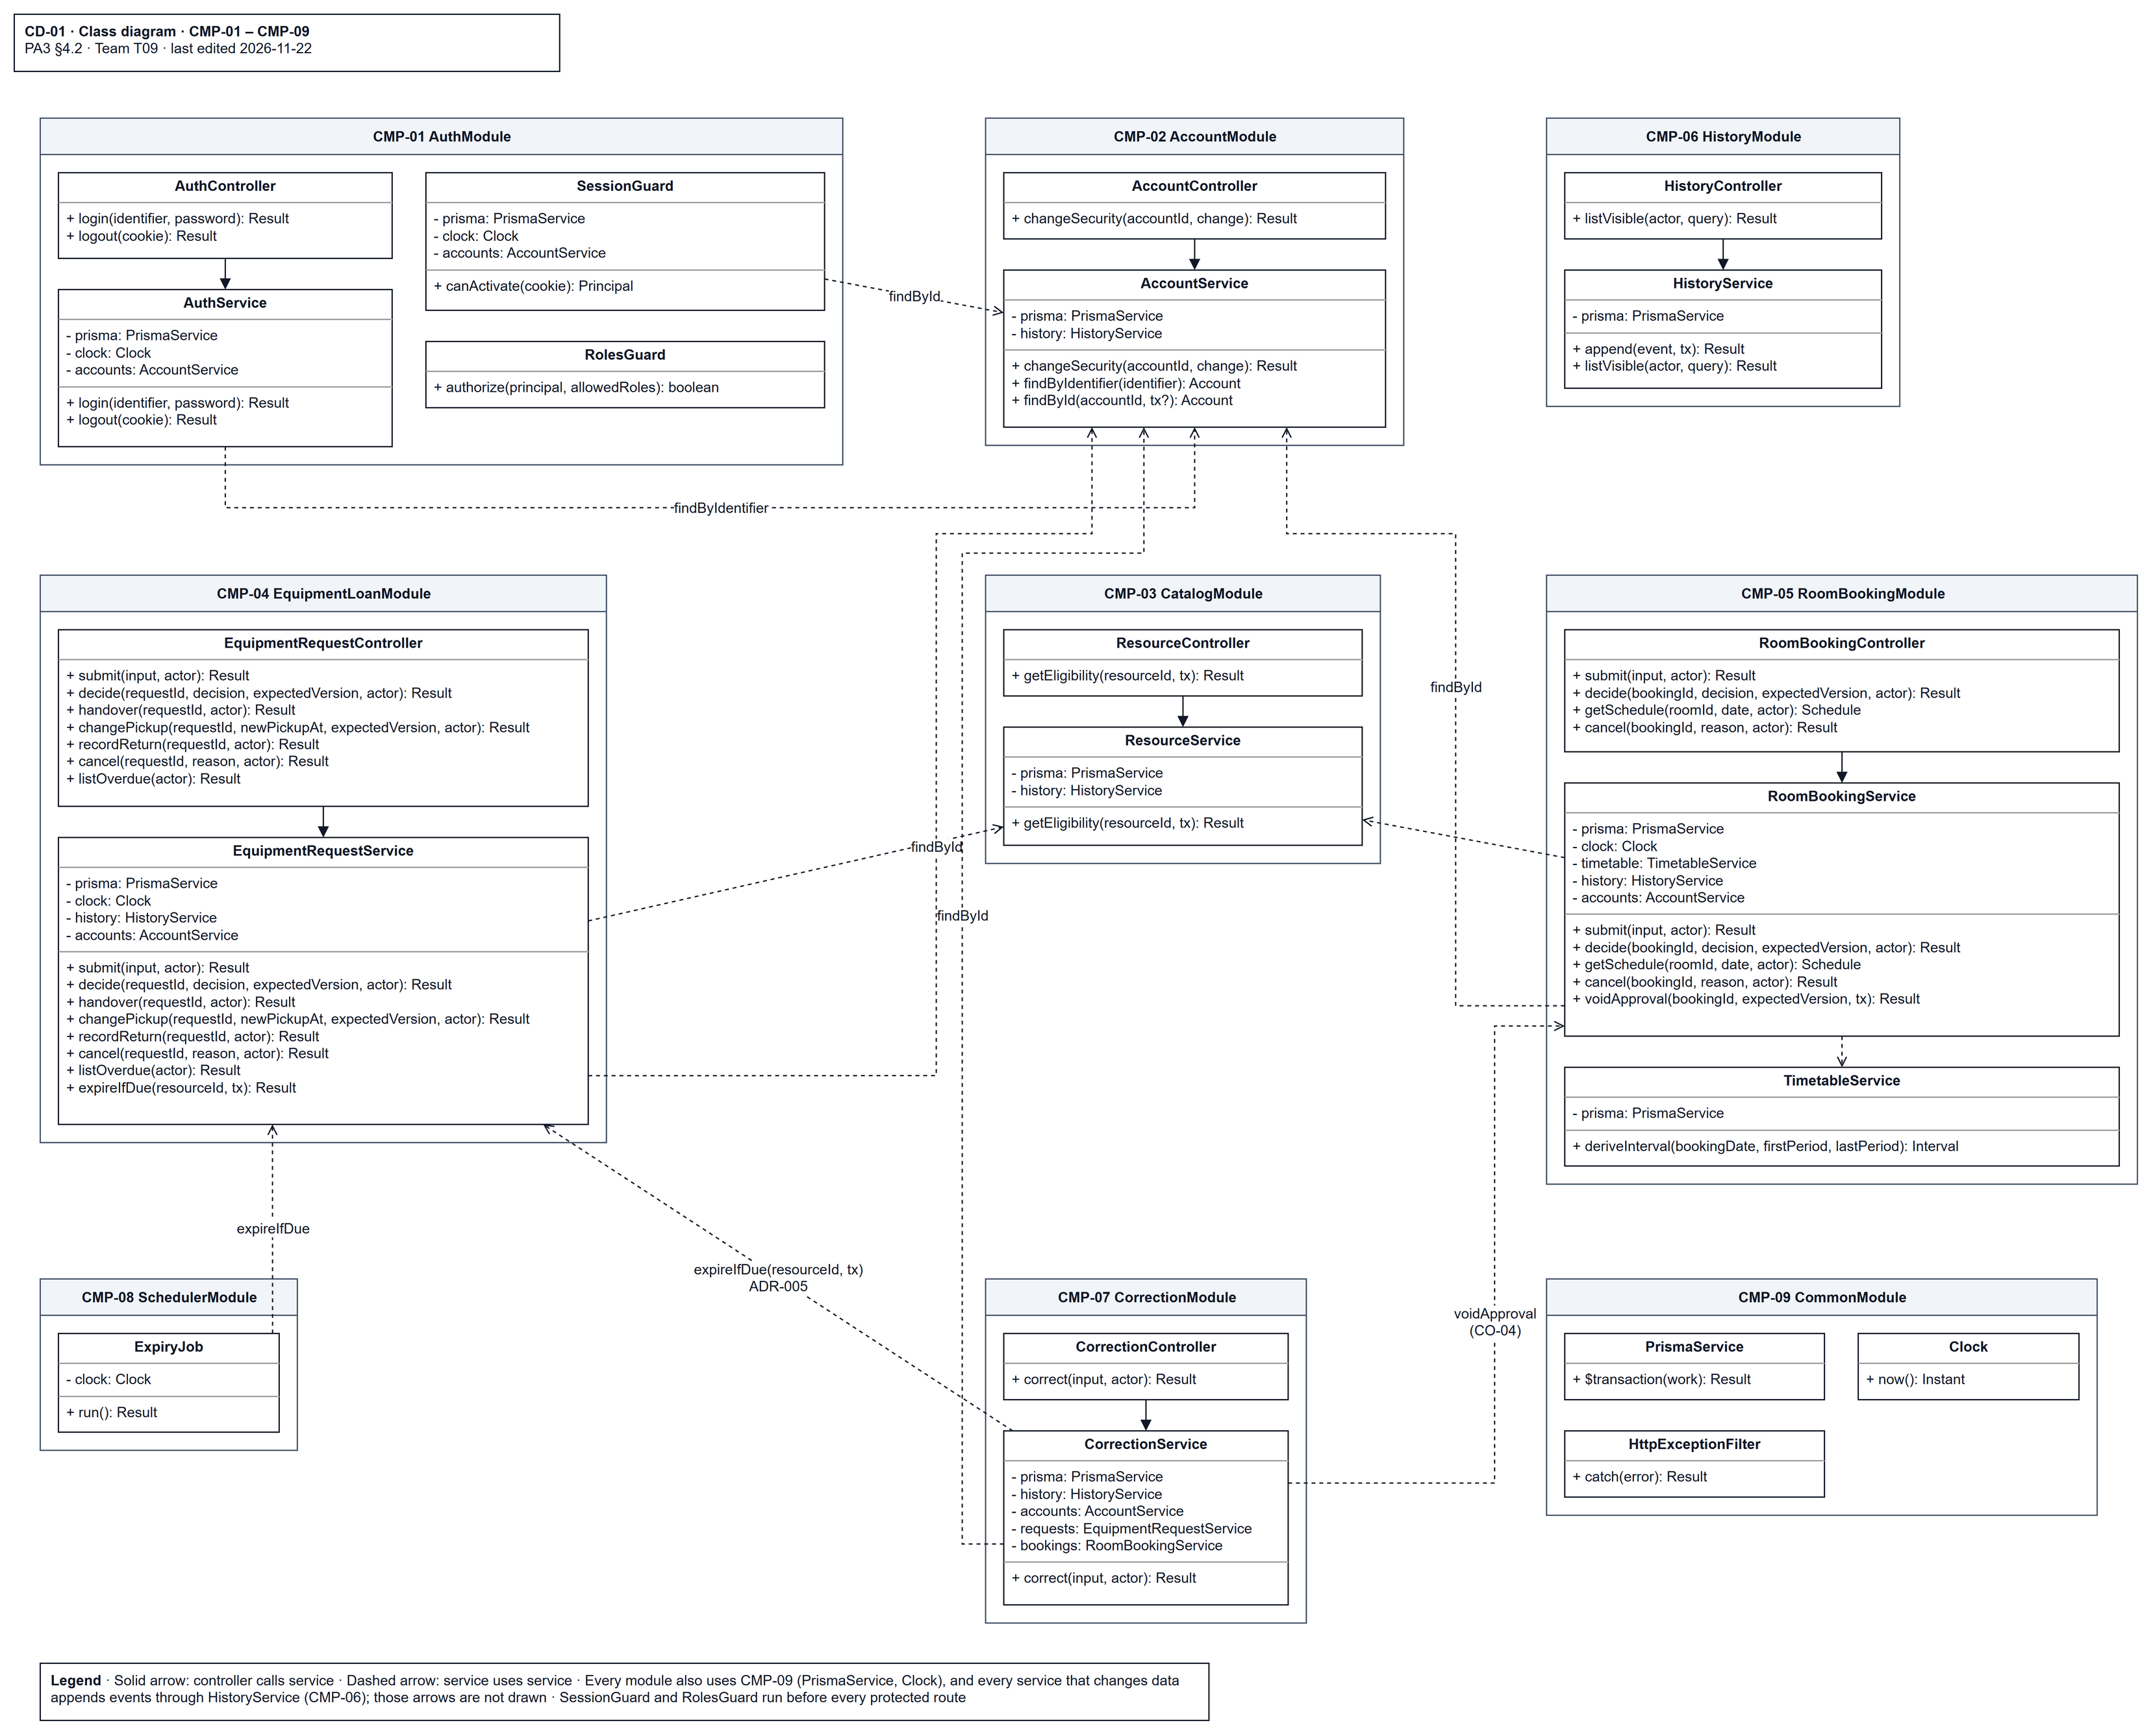 CD-01 · Class diagram · CMP-01 – CMP-09
PA3 §4.2 · Team T09 · last edited 2026-11-22
CMP-01 AuthModule
AuthController
+ login(identifier, password): Result
+ logout(cookie): Result
AuthService
- prisma: PrismaService
- clock: Clock
- accounts: AccountService
+ login(identifier, password): Result
+ logout(cookie): Result
SessionGuard
- prisma: PrismaService
- clock: Clock
- accounts: AccountService
+ canActivate(cookie): Principal
RolesGuard
+ authorize(principal, allowedRoles): boolean
findById
CMP-02 AccountModule
AccountController
+ changeSecurity(accountId, change): Result
AccountService
- prisma: PrismaService
- history: HistoryService
+ changeSecurity(accountId, change): Result
+ findByIdentifier(identifier): Account
+ findById(accountId, tx?): Account
CMP-06 HistoryModule
HistoryController
+ listVisible(actor, query): Result
HistoryService
- prisma: PrismaService
+ append(event, tx): Result
+ listVisible(actor, query): Result
findByIdentifier
CMP-04 EquipmentLoanModule
EquipmentRequestController
+ submit(input, actor): Result
+ decide(requestId, decision, expectedVersion, actor): Result
+ handover(requestId, actor): Result
+ changePickup(requestId, newPickupAt, expectedVersion, actor): Result
+ recordReturn(requestId, actor): Result
+ cancel(requestId, reason, actor): Result
+ listOverdue(actor): Result
EquipmentRequestService
- prisma: PrismaService
- clock: Clock
- history: HistoryService
- accounts: AccountService
+ submit(input, actor): Result
+ decide(requestId, decision, expectedVersion, actor): Result
+ handover(requestId, actor): Result
+ changePickup(requestId, newPickupAt, expectedVersion, actor): Result
+ recordReturn(requestId, actor): Result
+ cancel(requestId, reason, actor): Result
+ listOverdue(actor): Result
+ expireIfDue(resourceId, tx): Result
findById
findById
CMP-03 CatalogModule
ResourceController
+ getEligibility(resourceId, tx): Result
ResourceService
- prisma: PrismaService
- history: HistoryService
+ getEligibility(resourceId, tx): Result
findById
CMP-05 RoomBookingModule
RoomBookingController
+ submit(input, actor): Result
+ decide(bookingId, decision, expectedVersion, actor): Result
+ getSchedule(roomId, date, actor): Schedule
+ cancel(bookingId, reason, actor): Result
RoomBookingService
- prisma: PrismaService
- clock: Clock
- timetable: TimetableService
- history: HistoryService
- accounts: AccountService
+ submit(input, actor): Result
+ decide(bookingId, decision, expectedVersion, actor): Result
+ getSchedule(roomId, date, actor): Schedule
+ cancel(bookingId, reason, actor): Result
+ voidApproval(bookingId, expectedVersion, tx): Result
TimetableService
- prisma: PrismaService
+ deriveInterval(bookingDate, firstPeriod, lastPeriod): Interval
expireIfDue
expireIfDue(resourceId, tx)
ADR-005
CMP-08 SchedulerModule
ExpiryJob
- clock: Clock
+ run(): Result
CMP-07 CorrectionModule
CorrectionController
+ correct(input, actor): Result
CorrectionService
- prisma: PrismaService
- history: HistoryService
- accounts: AccountService
- requests: EquipmentRequestService
- bookings: RoomBookingService
+ correct(input, actor): Result
voidApproval
(CO-04)
CMP-09 CommonModule
PrismaService
+ $transaction(work): Result
Clock
+ now(): Instant
HttpExceptionFilter
+ catch(error): Result
Legend · Solid arrow: controller calls service · Dashed arrow: service uses service · Every module also uses CMP-09 (PrismaService, Clock), and every service that changes data
appends events through HistoryService (CMP-06); those arrows are not drawn · SessionGuard and RolesGuard run before every protected route